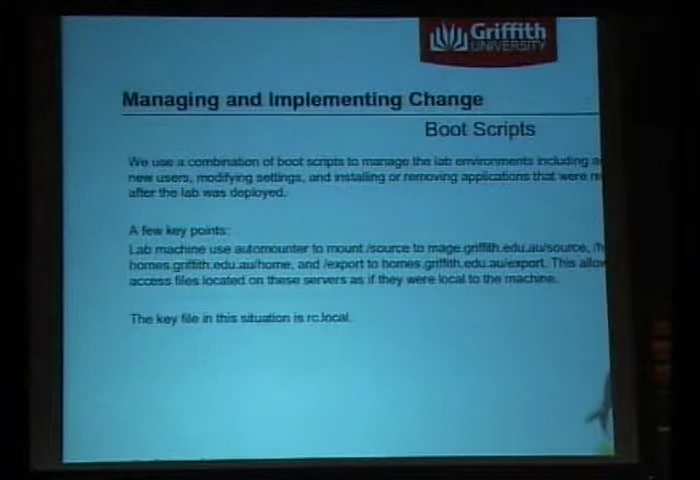 Griffith
UNIVERSITY
Managing and Implementing Change
Boot Scripts
We use a combination of boot scripts to manage the lab environments including
new users, modifying settings, and installing or removing applications that were
after the lab was deployed.
A few key points:
Lab machine use automounter to mount /source to mage.griffith.edu.au/source,
homes.griffith.edu.au/home, and /export to homes.griffith.edu.au/export. This
access files located on these servers as if they were local to the machine.
The key file in this situation is rc.local.